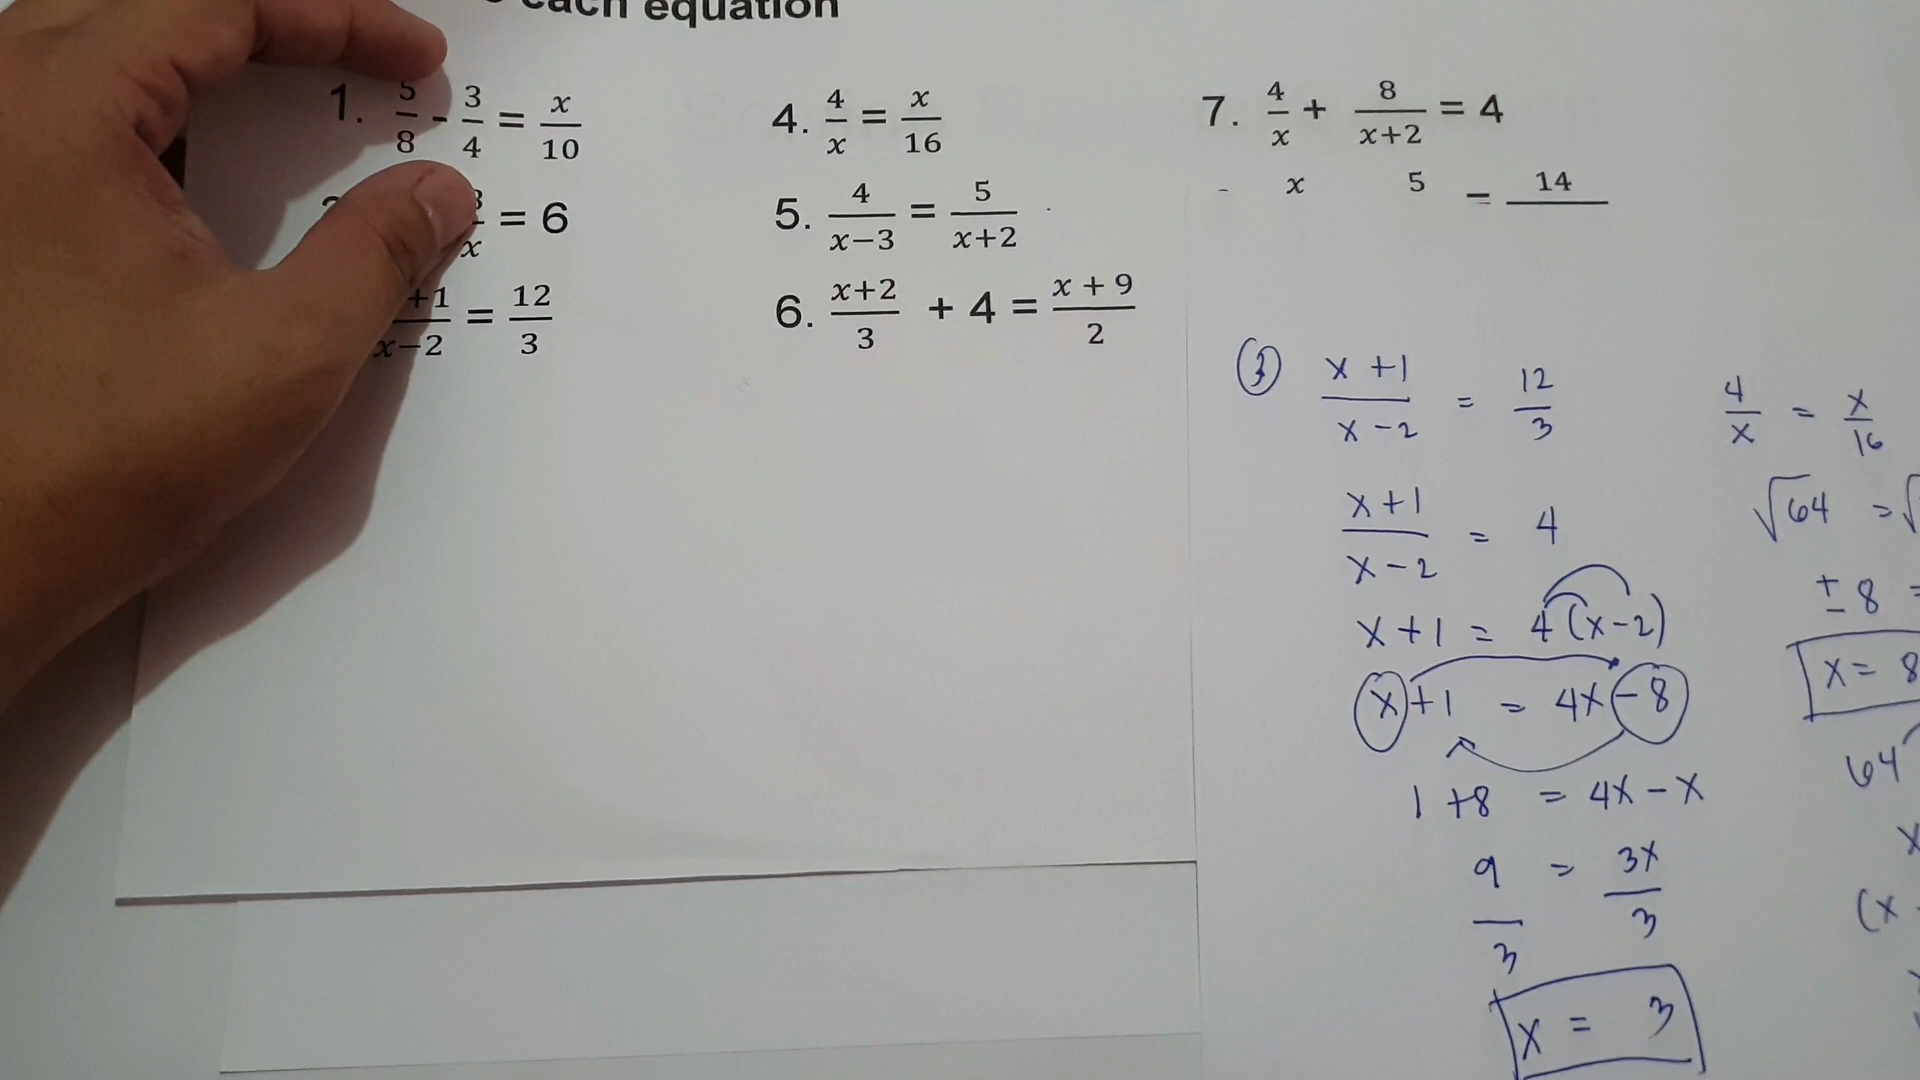 each equation
1. 5/8 - 3/4 = x/10
3/x = 6
+1/x−2 = 12/3
4. 4/x = x/16
5. 4/x−3 = 5/x+2
6. x+2/3 + 4 = x + 9/2
7. 4/x + 8/x+2 = 4
x 5 14
3 x+1/x-2 = 12/3
x+1/x-2 = 4
x+1 = 4(x-2)
x+1 = 4x-8
1+8 = 4x-x
9/3 = 3x/3
x = 3
4/x = x/16
√64 = √
±8 =
x = 8
64
x
(x